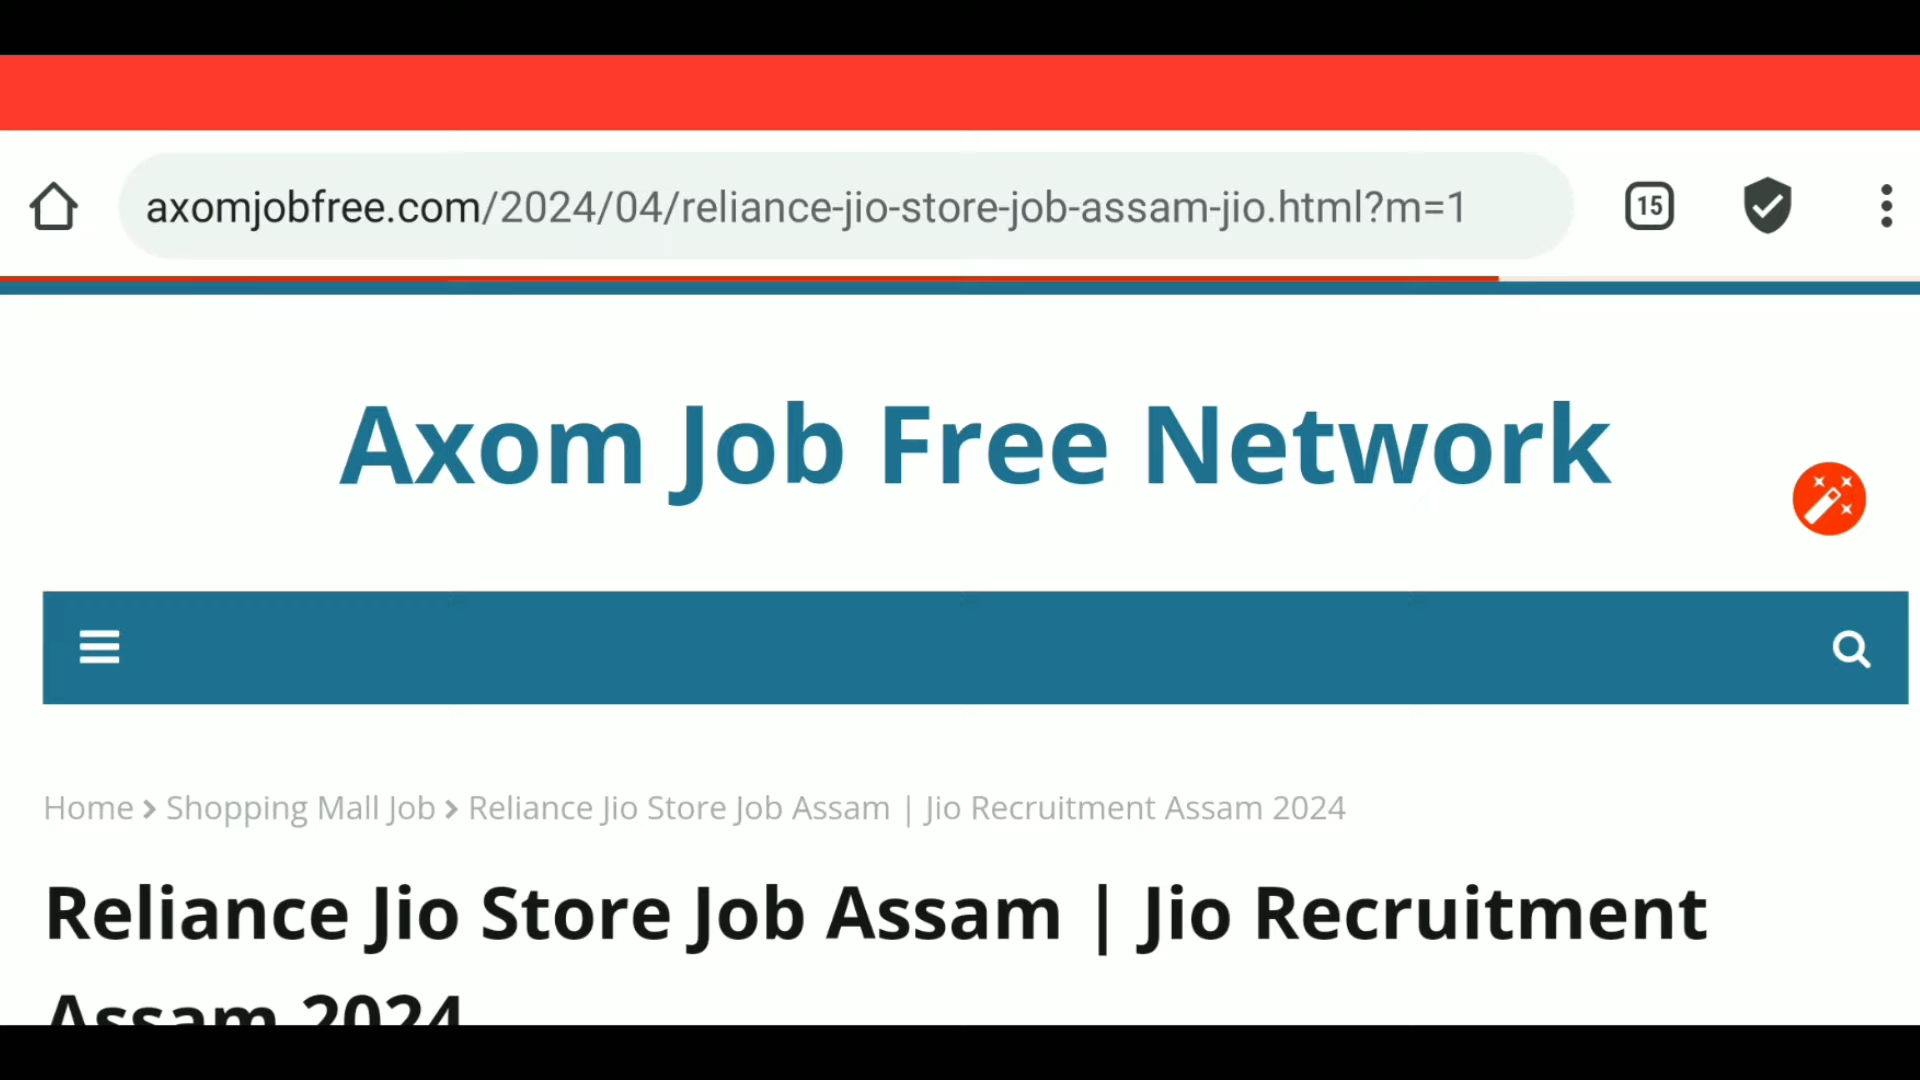 axomjobfree.com/2024/04/reliance-jio-store-job-assam-jio.html?m=1
15
Axom Job Free Network
Home > Shopping Mall Job > Reliance Jio Store Job Assam | Jio Recruitment Assam 2024
Reliance Jio Store Job Assam | Jio Recruitment
Assam 2024